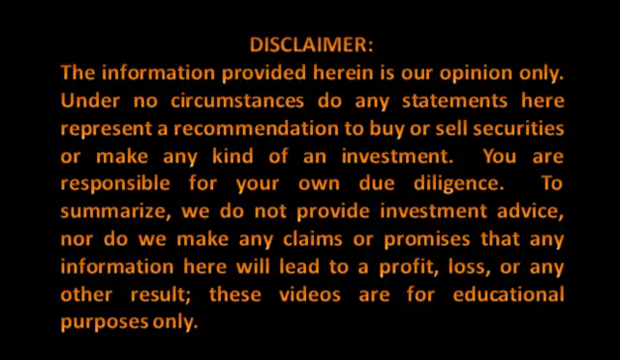 DISCLAIMER:
The information provided herein is our opinion only.
Under no circumstances do any statements here
represent a recommendation to buy or sell securities
or make any kind of an investment. You are
responsible for your own due diligence. To
summarize, we do not provide investment advice,
nor do we make any claims or promises that any
information here will lead to a profit, loss, or any
other result; these videos are for educational
purposes only.